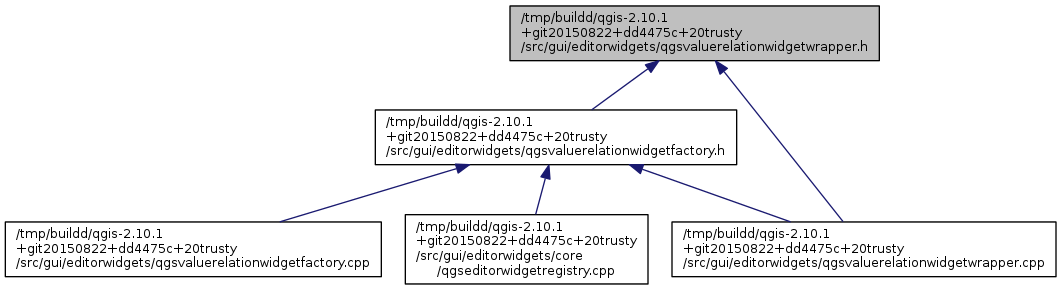 /tmp/buildd/qgis-2.10.1
+git20150822+dd4475c+20trusty
/src/gui/editorwidgets/qgsvaluerelationwidgetwrapper.h
/tmp/buildd/qgis-2.10.1
+git20150822+dd4475c+20trusty
/src/gui/editorwidgets/qgsvaluerelationwidgetfactory.h
/tmp/buildd/qgis-2.10.1
+git20150822+dd4475c+20trusty
/src/gui/editorwidgets/qgsvaluerelationwidgetfactory.cpp
/tmp/buildd/qgis-2.10.1
+git20150822+dd4475c+20trusty
/src/gui/editorwidgets/core
/qgseditorwidgetregistry.cpp
/tmp/buildd/qgis-2.10.1
+git20150822+dd4475c+20trusty
/src/gui/editorwidgets/qgsvaluerelationwidgetwrapper.cpp